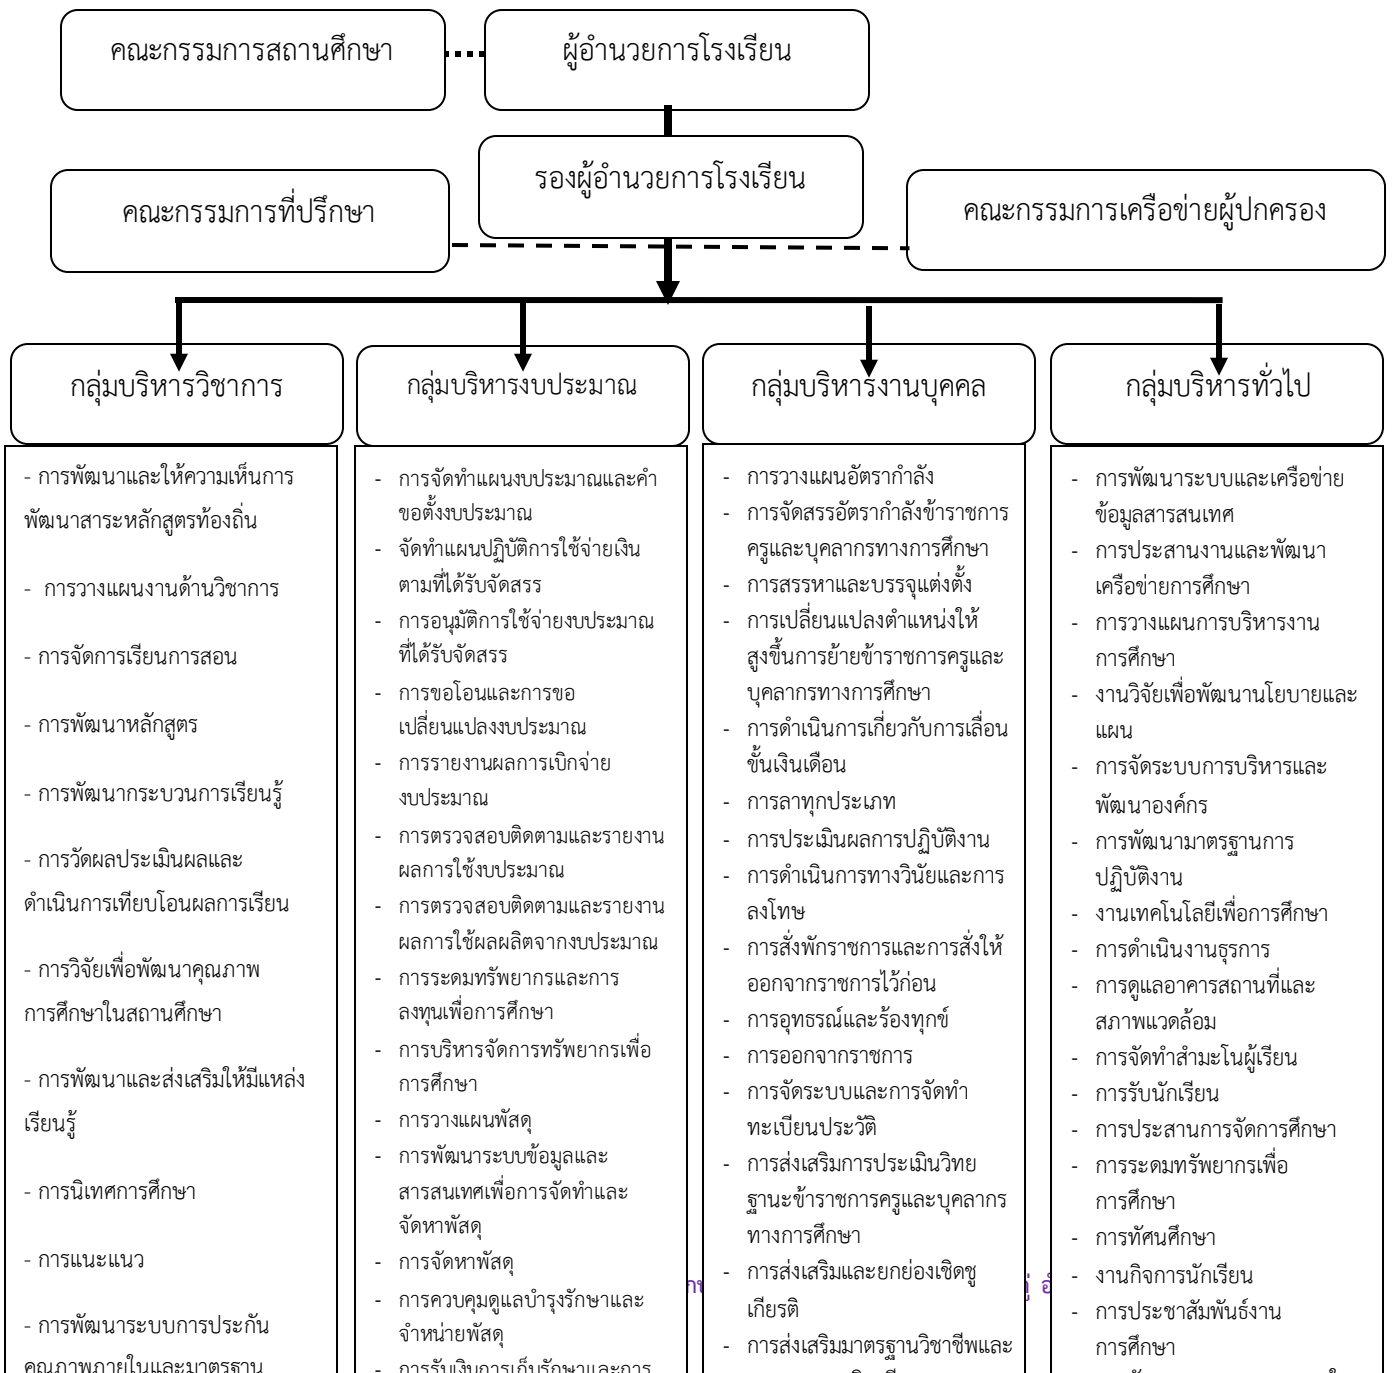 คณะกรรมการสถานศึกษา
ผู้อำนวยการโรงเรียน
รองผู้อำนวยการโรงเรียน
คณะกรรมการที่ปรึกษา
คณะกรรมการเครือข่ายผู้ปกครอง
กลุ่มบริหารวิชาการ
- การพัฒนาและให้ความเห็นการ
พัฒนาสาระหลักสูตรท้องถิ่น
- การวางแผนงานด้านวิชาการ
- การจัดการเรียนการสอน
- การพัฒนาหลักสูตร
- การพัฒนากระบวนการเรียนรู้
- การวัดผลประเมินผลและ
ดำเนินการเทียบโอนผลการเรียน
- การวิจัยเพื่อพัฒนาคุณภาพ
การศึกษาในสถานศึกษา
- การพัฒนาและส่งเสริมให้มีแหล่ง
เรียนรู้
- การนิเทศการศึกษา
- การแนะแนว
- การพัฒนาระบบการประกัน
คุณภาพภายในและมาตรฐาน
กลุ่มบริหารงบประมาณ
- การจัดทำแผนงบประมาณและคำ
ขอตั้งงบประมาณ
- จัดทำแผนปฏิบัติการใช้จ่ายเงิน
ตามที่ได้รับจัดสรร
- การอนุมัติการใช้จ่ายงบประมาณ
ที่ได้รับจัดสรร
- การขอโอนและการขอ
เปลี่ยนแปลงงบประมาณ
- การรายงานผลการเบิกจ่าย
งบประมาณ
- การตรวจสอบติดตามและรายงาน
ผลการใช้งบประมาณ
- การตรวจสอบติดตามและรายงาน
ผลการใช้ผลผลิตจากงบประมาณ
- การระดมทรัพยากรและการ
ลงทุนเพื่อการศึกษา
- การบริหารจัดการทรัพยากรเพื่อ
การศึกษา
- การวางแผนพัสดุ
- การพัฒนาระบบข้อมูลและ
สารสนเทศเพื่อการจัดทำและ
จัดหาพัสดุ
- การจัดหาพัสดุ
- การควบคุมดูแลบำรุงรักษาและ
จำหน่ายพัสดุ
- การรับเงินการเก็บรักษาและการ
กลุ่มบริหารงานบุคคล
- การวางแผนอัตรากำลัง
- การจัดสรรอัตรากำลังข้าราชการ
ครูและบุคลากรทางการศึกษา
- การสรรหาและบรรจุแต่งตั้ง
- การเปลี่ยนแปลงตำแหน่งให้
สูงขึ้นการย้ายข้าราชการครูและ
บุคลากรทางการศึกษา
- การดำเนินการเกี่ยวกับการเลื่อน
ขั้นเงินเดือน
- การลาทุกประเภท
- การประเมินผลการปฏิบัติงาน
- การดำเนินการทางวินัยและการ
ลงโทษ
- การสั่งพักราชการและการสั่งให้
ออกจากราชการไว้ก่อน
- การอุทธรณ์และร้องทุกข์
- การออกจากราชการ
- การจัดระบบและการจัดทำ
ทะเบียนประวัติ
- การส่งเสริมการประเมินวิทย
ฐานะข้าราชการครูและบุคลากร
ทางการศึกษา
- การส่งเสริมและยกย่องเชิดชู
เกียรติ
- การส่งเสริมมาตรฐานวิชาชีพและ
กลุ่มบริหารทั่วไป
- การพัฒนาระบบและเครือข่าย
ข้อมูลสารสนเทศ
- การประสานงานและพัฒนา
เครือข่ายการศึกษา
- การวางแผนการบริหารงาน
การศึกษา
- งานวิจัยเพื่อพัฒนานโยบายและ
แผน
- การจัดระบบการบริหารและ
พัฒนาองค์กร
- การพัฒนามาตรฐานการ
ปฏิบัติงาน
- งานเทคโนโลยีเพื่อการศึกษา
- การดำเนินงานธุรการ
- การดูแลอาคารสถานที่และ
สภาพแวดล้อม
- การจัดทำสำมะโนผู้เรียน
- การรับนักเรียน
- การประสานการจัดการศึกษา
- การระดมทรัพยากรเพื่อ
การศึกษา
- การทัศนศึกษา
- งานกิจการนักเรียน
- การประชาสัมพันธ์งาน
การศึกษา